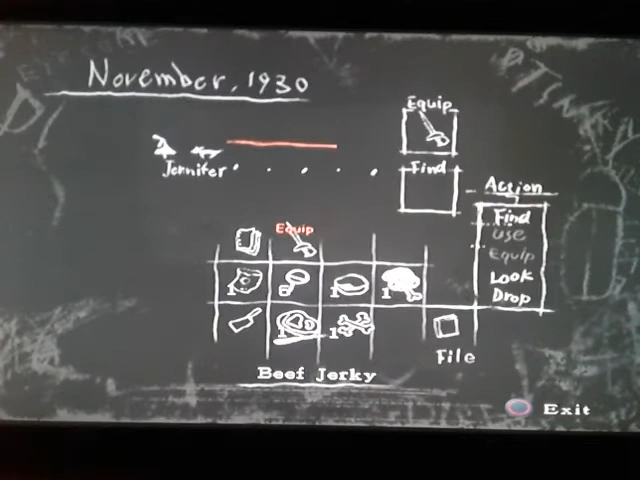 November, 1930
Equip
Jennifer
Find
Action
Find
Use
Equip
Look
Drop
Equip
1
1
1
1
1
File
Beef Jerky
Exit